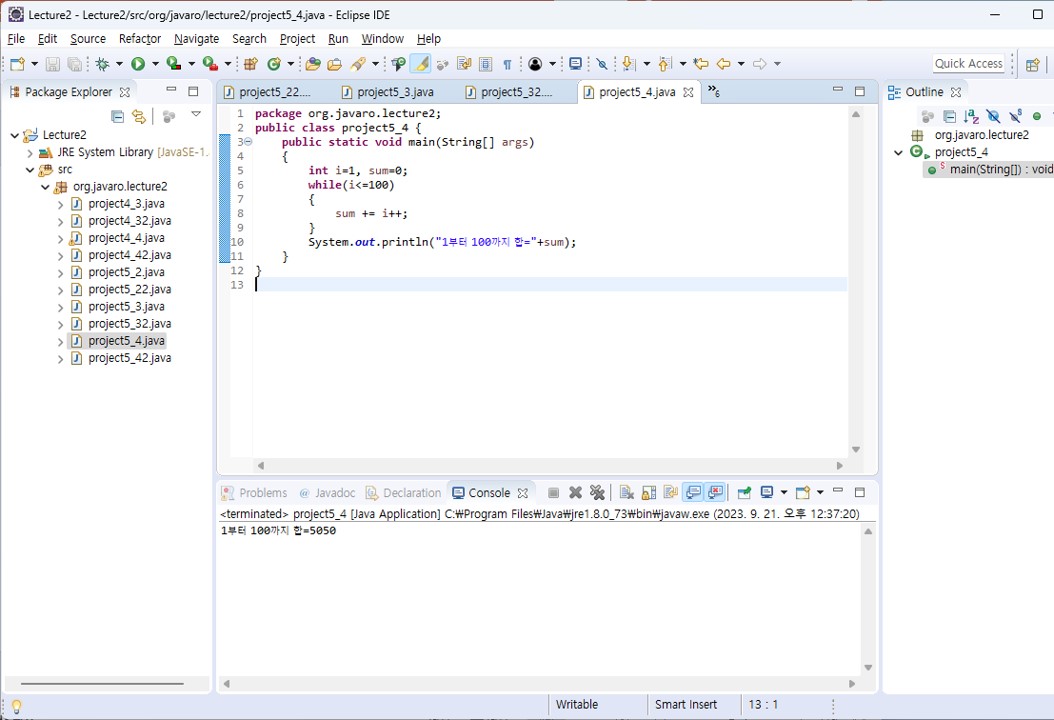 Lecture2 - Lecture2/src/org/javaro/lecture2/project5_4.java - Eclipse IDE
File Edit Source Refactor Navigate Search Project Run Window Help
Quick Access
Package Explorer
Lecture2
JRE System Library [JavaSE-1.
src
org.javaro.lecture2
project4_3.java
project4_32.java
project4_4.java
project4_42.java
project5_2.java
project5_22.java
project5_3.java
project5_32.java
project5_4.java
project5_42.java
project5_22.... project5_3.java project5_32.... project5_4.java »6
1 package org.javaro.lecture2;
2 public class project5_4 {
3 public static void main(String[] args)
4 {
5 int i=1, sum=0;
6 while(i<=100)
7 {
8 sum += i++;
9 }
10 System.out.println("1부터 100까지 합="+sum);
11 }
12 }
13
Problems @ Javadoc Declaration Console
<terminated> project5_4 [Java Application] C:₩Program Files₩Java₩jre1.8.0_73₩bin₩javaw.exe (2023. 9. 21. 오후 12:37:20)
1부터 100까지 합=5050
Outline
org.javaro.lecture2
project5_4
main(String[]) : void
Writable Smart Insert 13 : 1